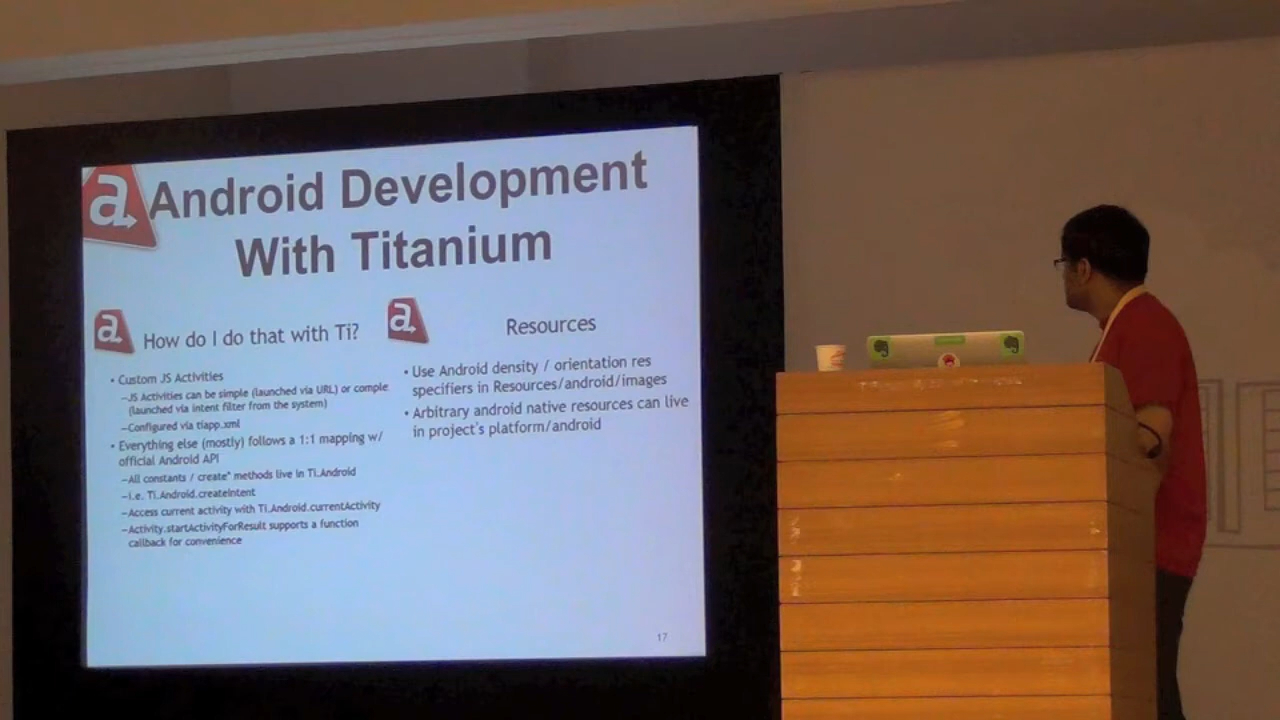 a
Android Development
With Titanium
a
How do I do that with Ti?
• Custom JS Activities
–JS Activities can be simple (launched via URL) or comple
(launched via intent filter from the system)
–Configured via tiapp.xml
• Everything else (mostly) follows a 1:1 mapping w/
official Android API
–All constants / create* methods live in Ti.Android
–i.e. Ti.Android.createIntent
–Access current activity with Ti.Android.currentActivity
–Activity.startActivityForResult supports a function
callback for convenience
a
Resources
• Use Android density / orientation res
specifiers in Resources/android/images
• Arbitrary android native resources can live
in project's platform/android
17